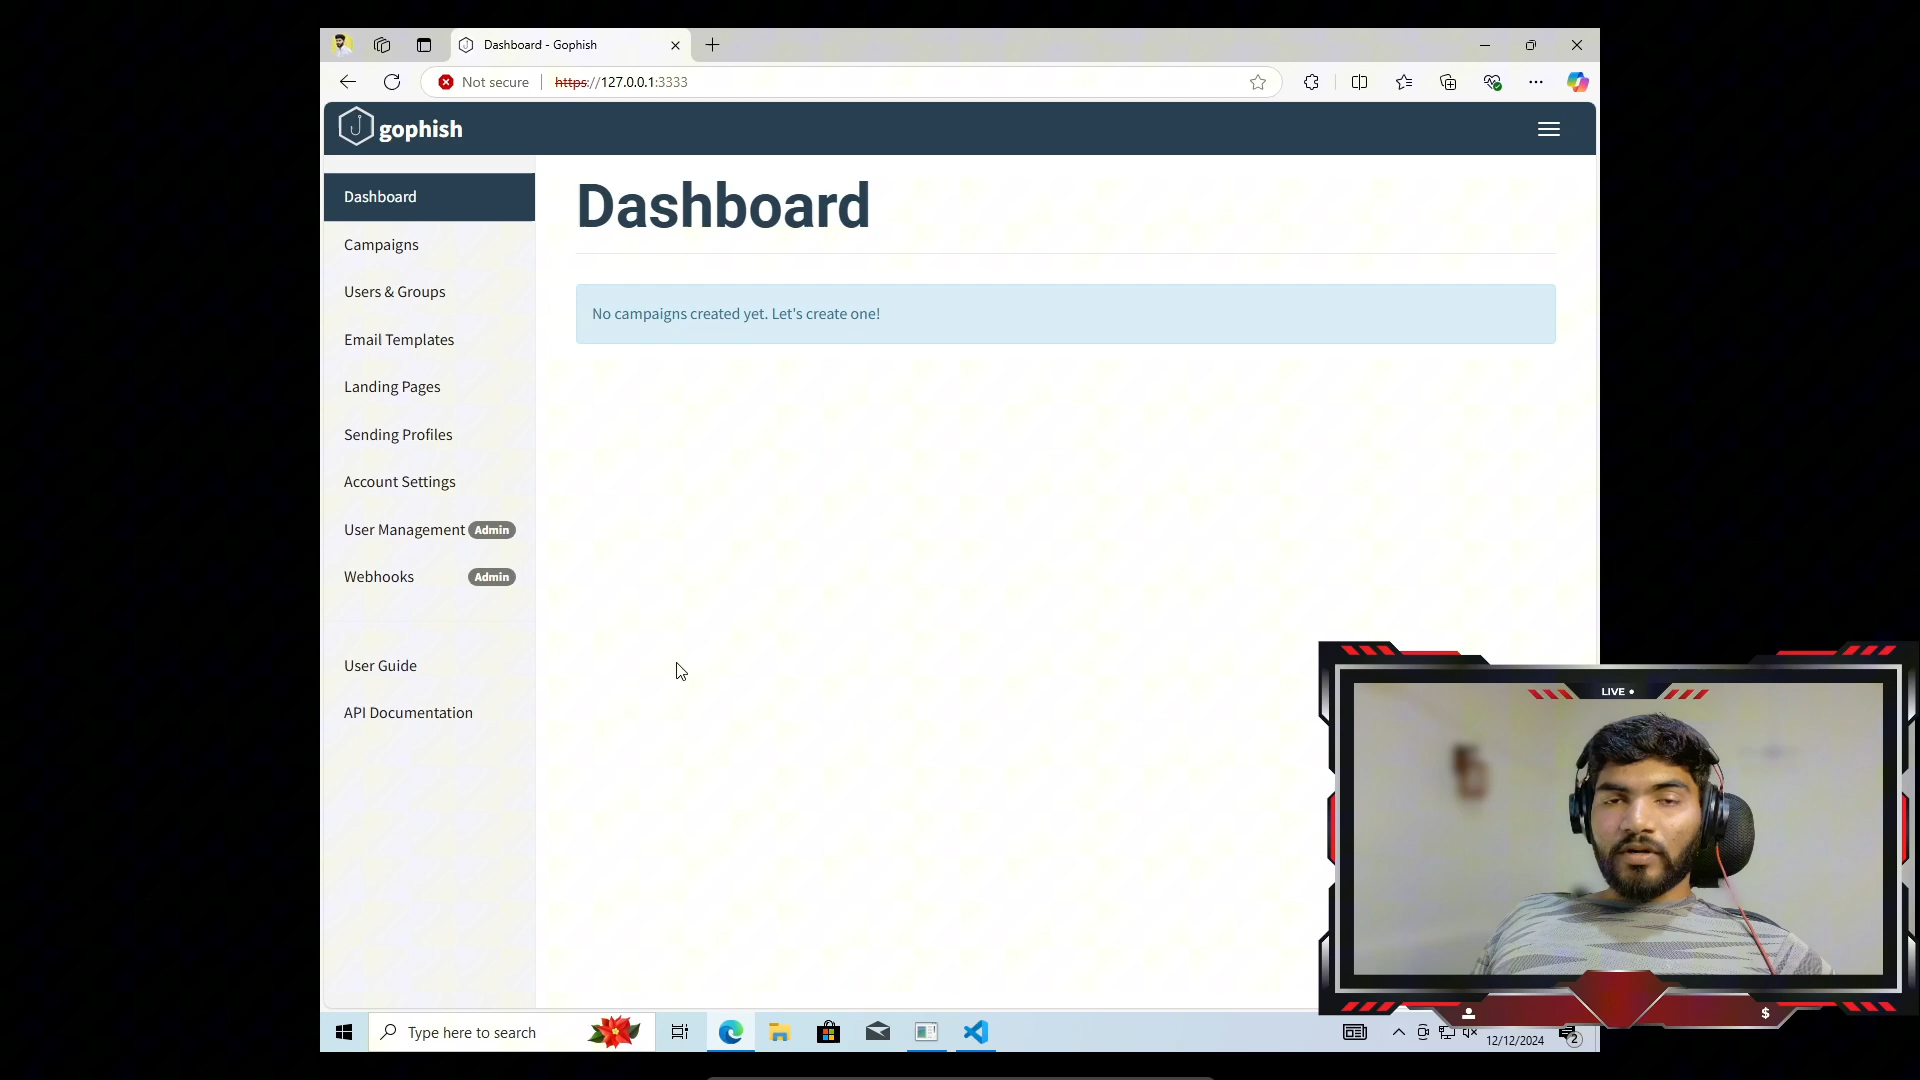 Dashboard - Gophish
Not secure
https://127.0.0.1:3333
gophish
Dashboard
Campaigns
Users & Groups
Email Templates
Landing Pages
Sending Profiles
Account Settings
User Management Admin
Webhooks Admin
User Guide
API Documentation
Dashboard
No campaigns created yet. Let's create one!
LIVE
$
Type here to search
12/12/2024
2